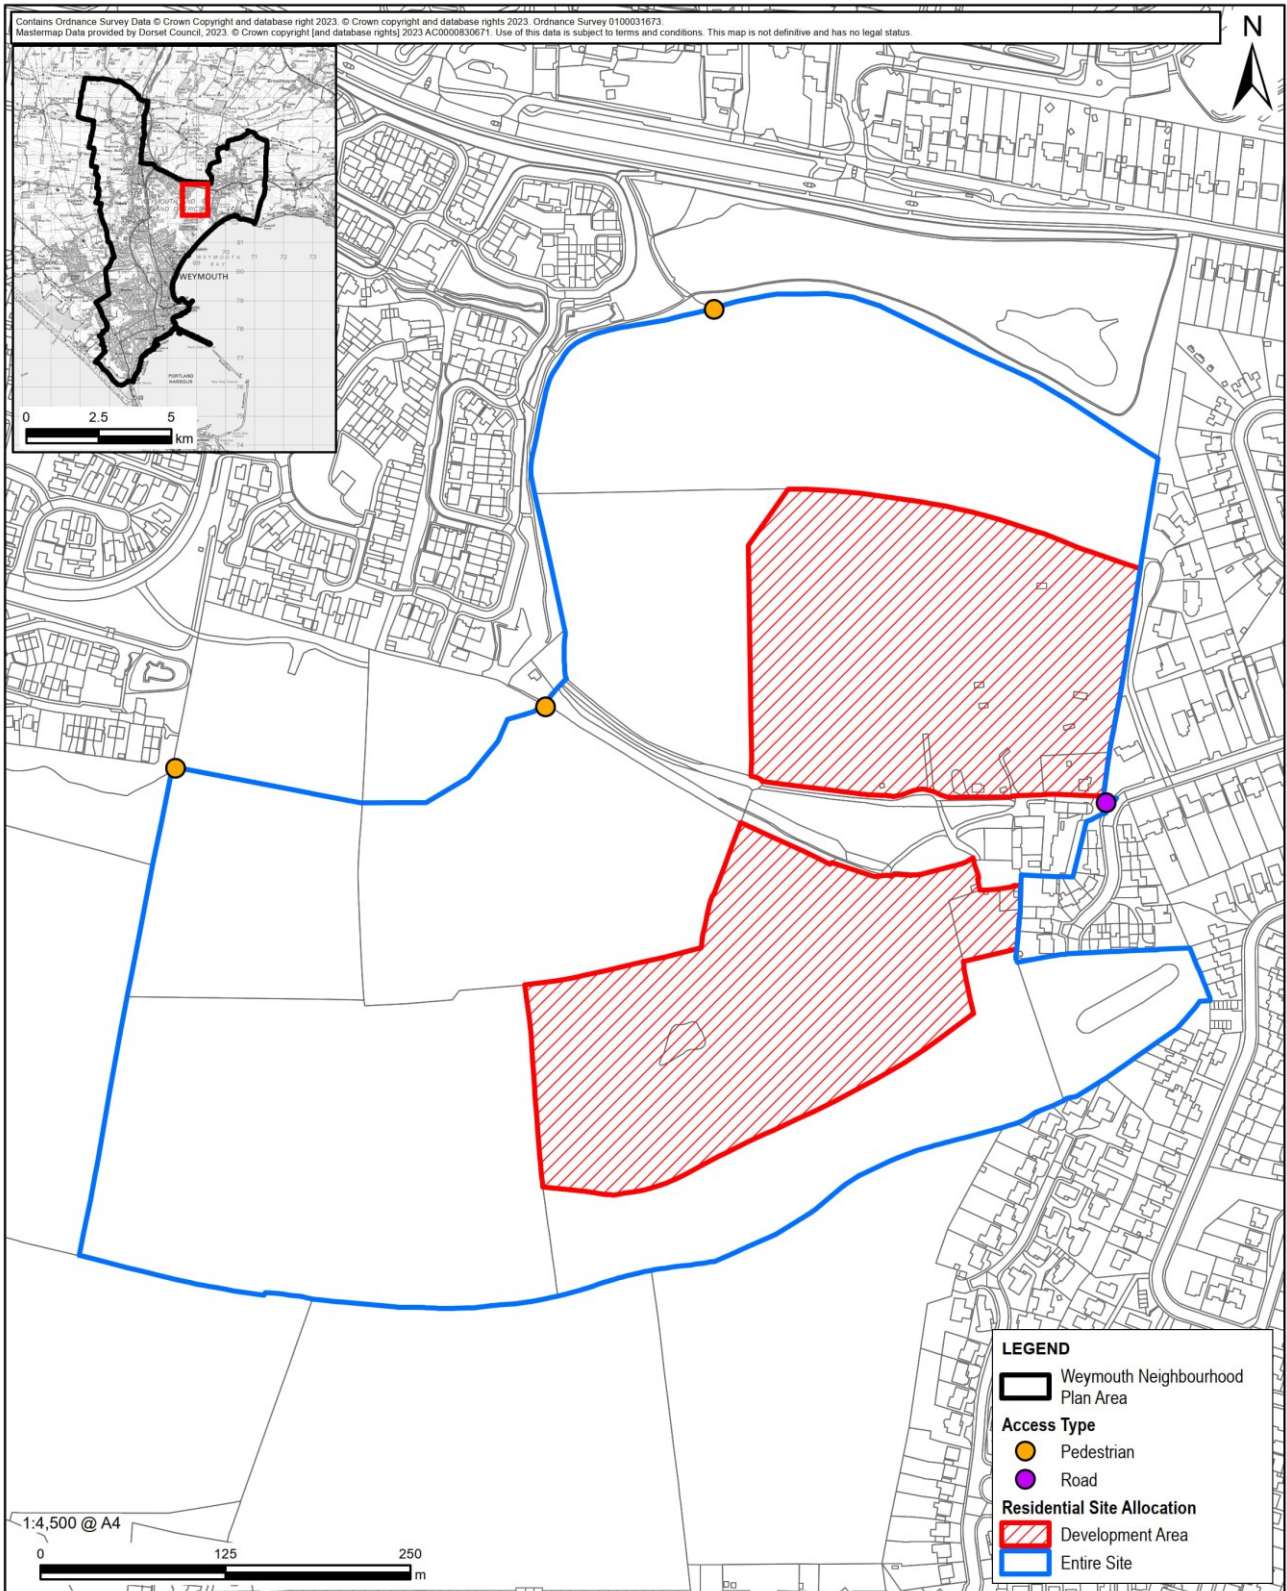 Contains Ordnance Survey Data © Crown Copyright and database right 2023. © Crown copyright and database rights 2023. Ordnance Survey 0100031673.
Mastermap Data provided by Dorset Council, 2023. © Crown copyright [and database rights] 2023 AC0000830671. Use of this data is subject to terms and conditions. This map is not definitive and has no legal status.
N
WEYMOUTH
PORTLAND
HARBOUR
0 2.5 5
km
LEGEND
Weymouth Neighbourhood
Plan Area
Access Type
Pedestrian
Road
Residential Site Allocation
Development Area
Entire Site
1:4,500 @ A4
0 125 250
m